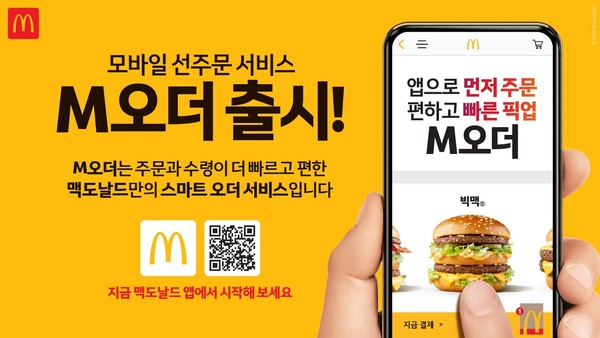 모바일 선주문 서비스
M오더 출시!
M오더는 주문과 수령이 더 빠르고 편한
맥도날드만의 스마트 오더 서비스입니다
지금 맥도날드 앱에서 시작해 보세요
앱으로 먼저 주문
편하고 빠른 픽업
M오더
빅맥®
지금 결제 >
1